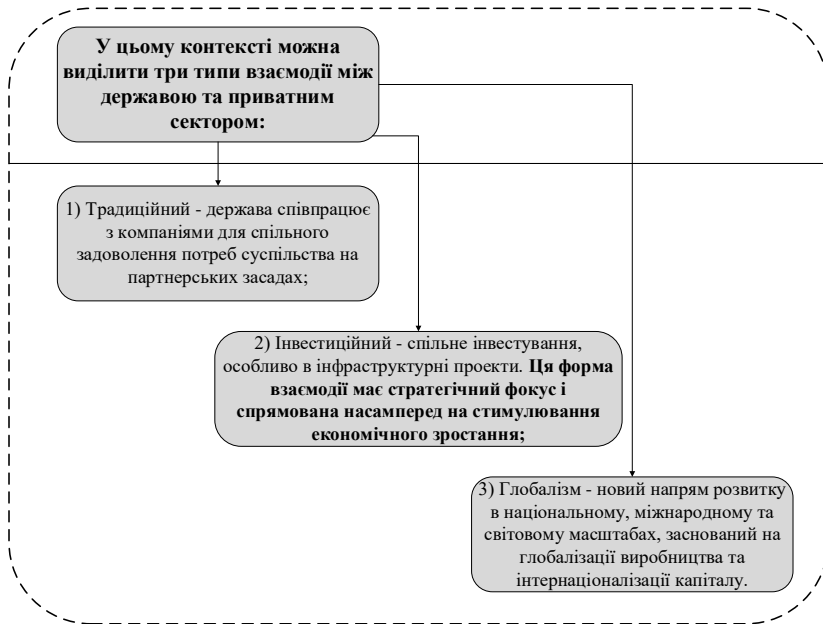 У цьому контексті можна
виділити три типи взаємодії між
державою та приватним
сектором:
1) Традиційний - держава співпрацює
з компаніями для спільного
задоволення потреб суспільства на
партнерських засадах;
2) Інвестиційний - спільне інвестування,
особливо в інфраструктурні проекти. Ця форма
взаємодії має стратегічний фокус і
спрямована насамперед на стимулювання
економічного зростання;
3) Глобалізм - новий напрям розвитку
в національному, міжнародному та
світовому масштабах, заснований на
глобалізації виробництва та
інтернаціоналізації капіталу.